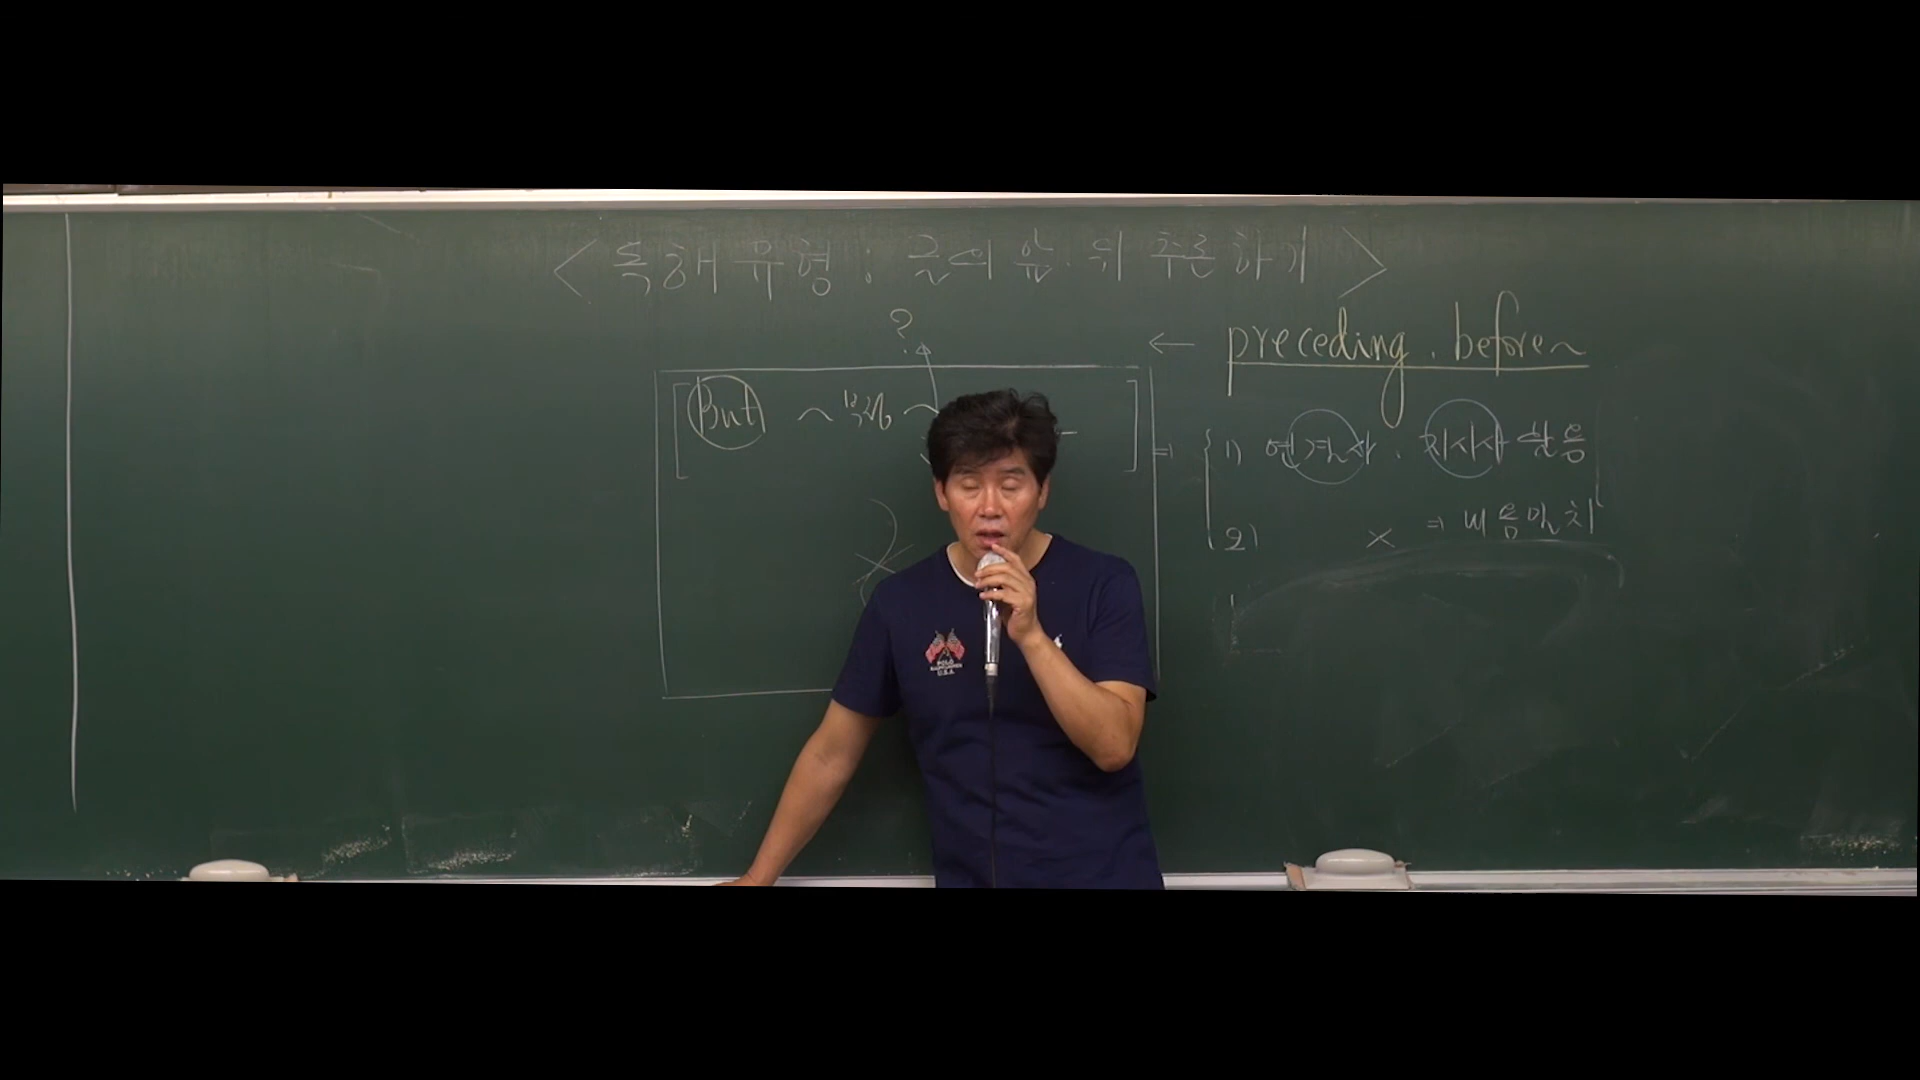 < 독해 유형 : 글의 앞·뒤 추론하기 >
?
← preceding . before ~
[ But ~
⇒ 1) 연결사 . 지시사 활용
2) × ⇒ 내용일치
POLO
U.S.A.